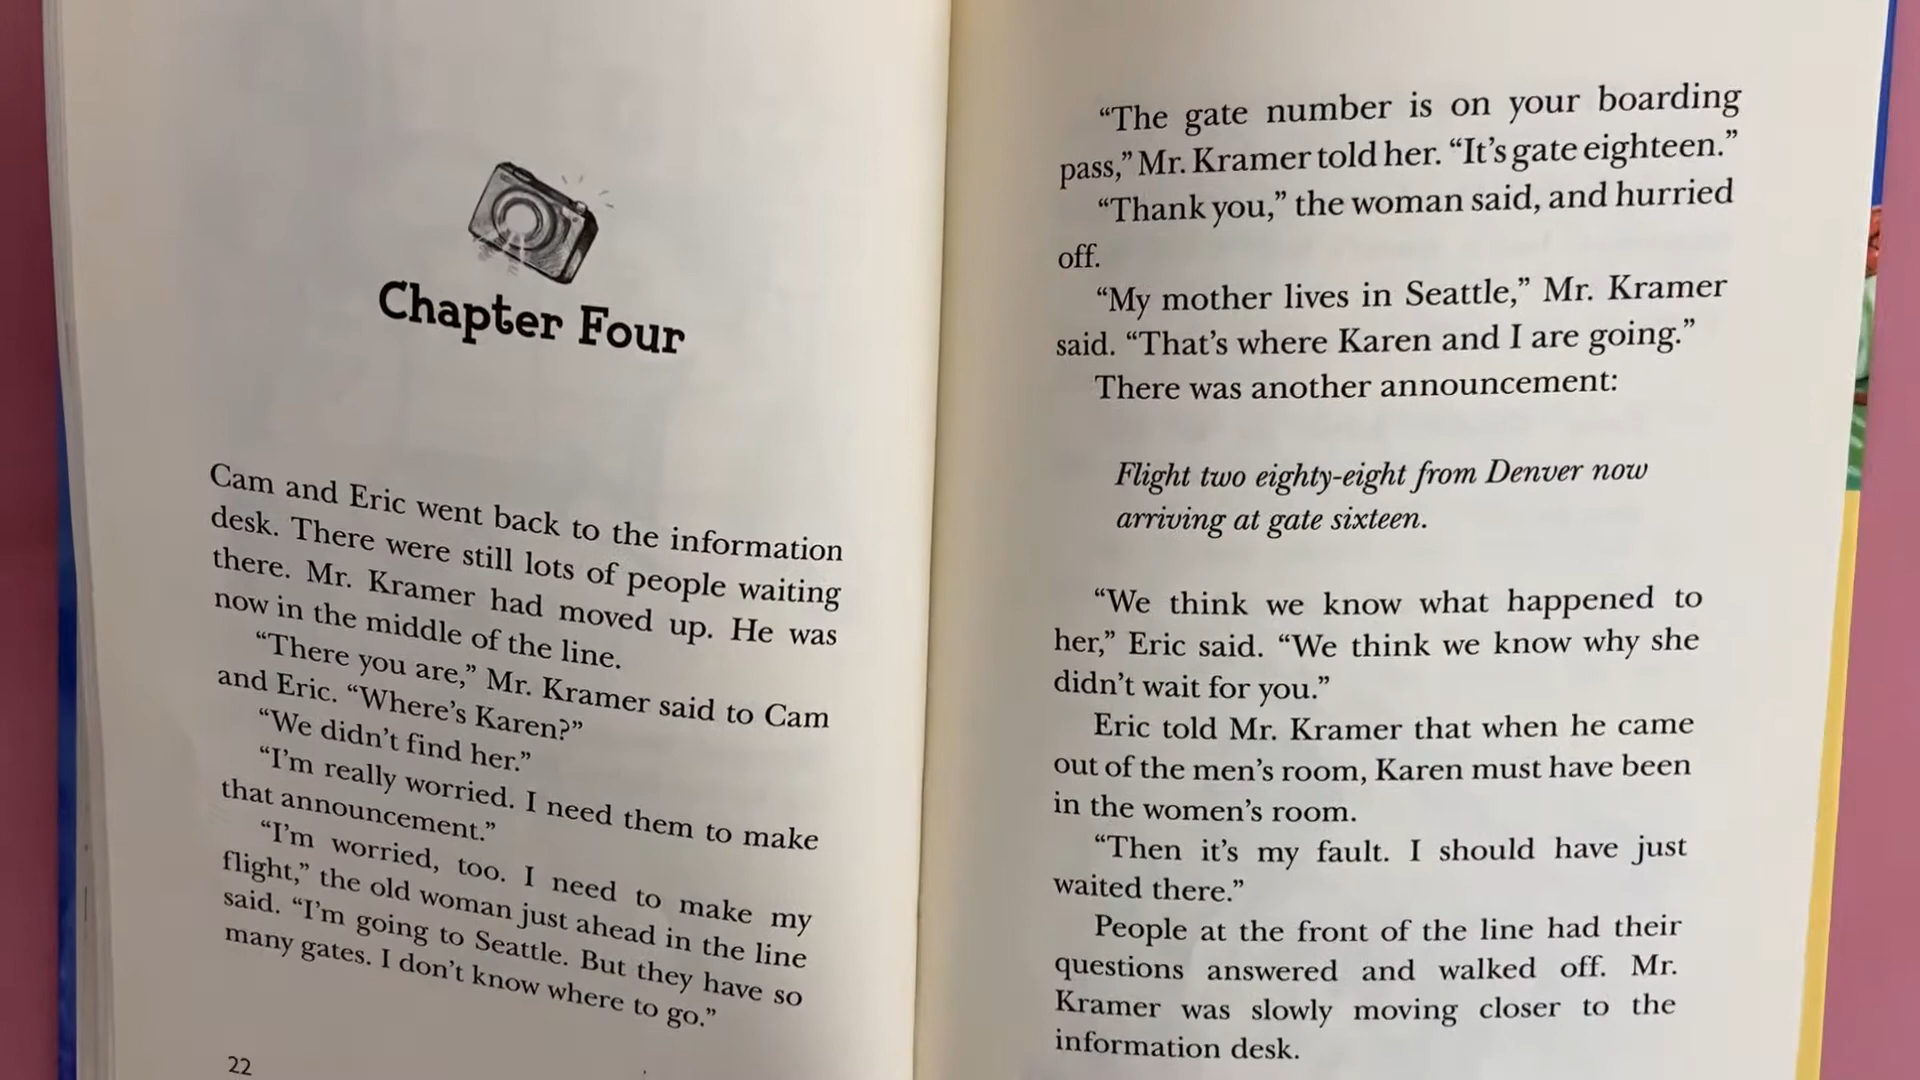 Chapter Four
Cam and Eric went back to the information
desk. There were still lots of people waiting
there. Mr. Kramer had moved up. He was
now in the middle of the line.
“There you are,” Mr. Kramer said to Cam
and Eric. “Where’s Karen?”
“We didn’t find her.”
“I’m really worried. I need them to make
that announcement.”
“I’m worried, too. I need to make my
flight,” the old woman just ahead in the line
said. “I’m going to Seattle. But they have so
many gates. I don’t know where to go.”
22
“The gate number is on your boarding
pass,” Mr. Kramer told her. “It’s gate eighteen.”
“Thank you,” the woman said, and hurried
off.
“My mother lives in Seattle,” Mr. Kramer
said. “That’s where Karen and I are going.”
There was another announcement:
Flight two eighty-eight from Denver now
arriving at gate sixteen.
“We think we know what happened to
her,” Eric said. “We think we know why she
didn’t wait for you.”
Eric told Mr. Kramer that when he came
out of the men’s room, Karen must have been
in the women’s room.
“Then it’s my fault. I should have just
waited there.”
People at the front of the line had their
questions answered and walked off. Mr.
Kramer was slowly moving closer to the
information desk.